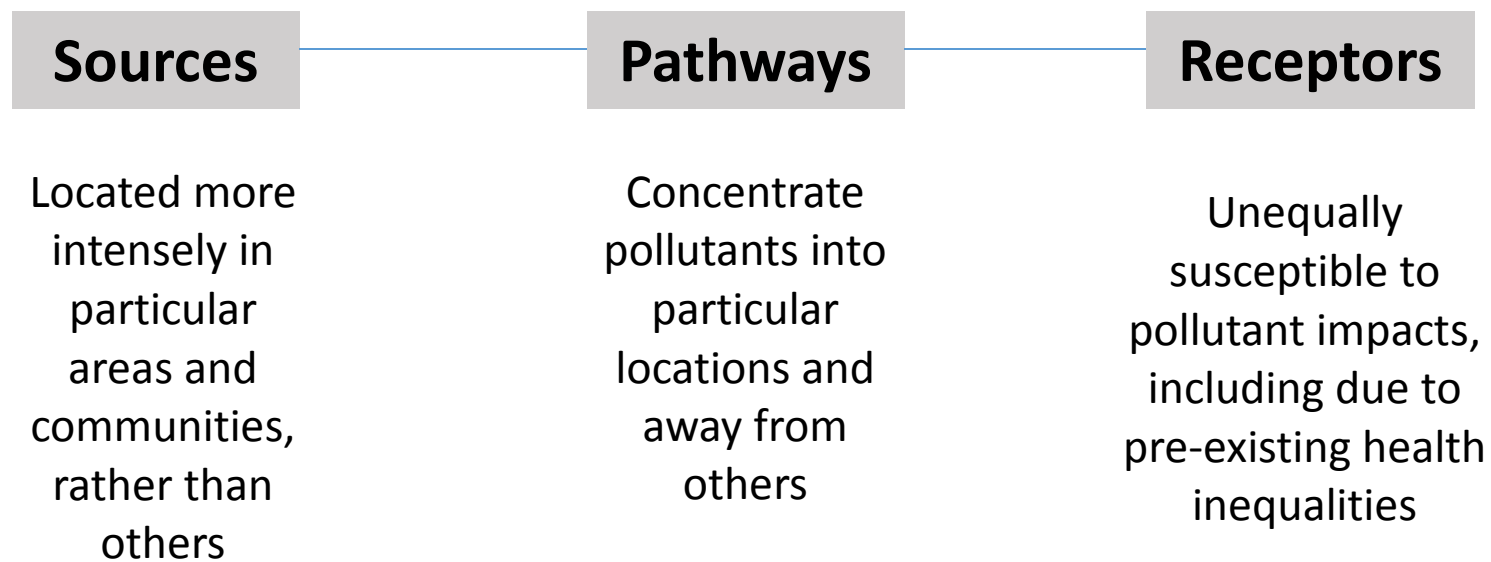 Sources
Pathways
Receptors
Located more
intensely in
particular
areas and
communities,
rather than
others
Concentrate
pollutants into
particular
locations and
away from
others
Unequally
susceptible to
pollutant impacts,
including due to
pre-existing health
inequalities